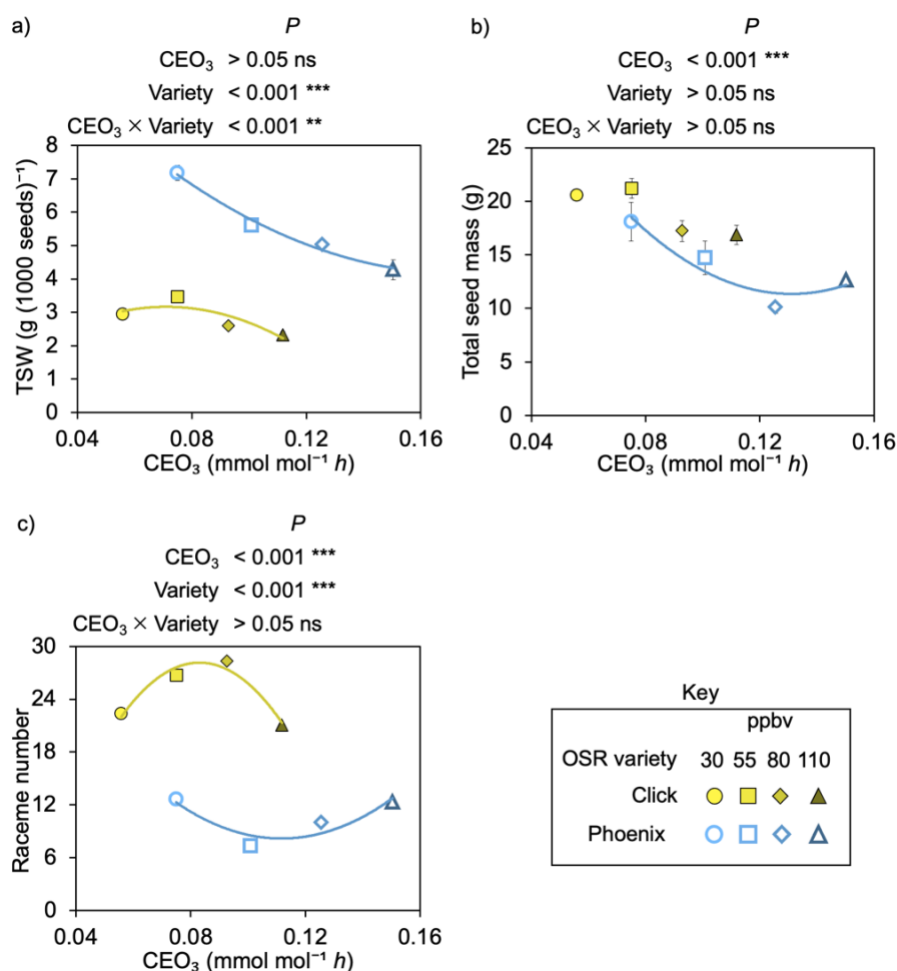 a)
P
CEO₃ > 0.05 ns
Variety < 0.001 ***
CEO₃ × Variety < 0.001 **
8
7
6
5
4
3
2
1
0
TSW (g (1000 seeds)⁻¹)
0.04 0.08 0.12 0.16
CEO₃ (mmol mol⁻¹ h)
b)
P
CEO₃ < 0.001 ***
Variety > 0.05 ns
CEO₃ × Variety > 0.05 ns
25
20
15
10
5
0
Total seed mass (g)
0.04 0.08 0.12 0.16
CEO₃ (mmol mol⁻¹ h)
c)
P
CEO₃ < 0.001 ***
Variety < 0.001 ***
CEO₃ × Variety > 0.05 ns
30
24
18
12
6
0
Raceme number
0.04 0.08 0.12 0.16
CEO₃ (mmol mol⁻¹ h)
Key
ppbv
OSR variety 30 55 80 110
Click
Phoenix